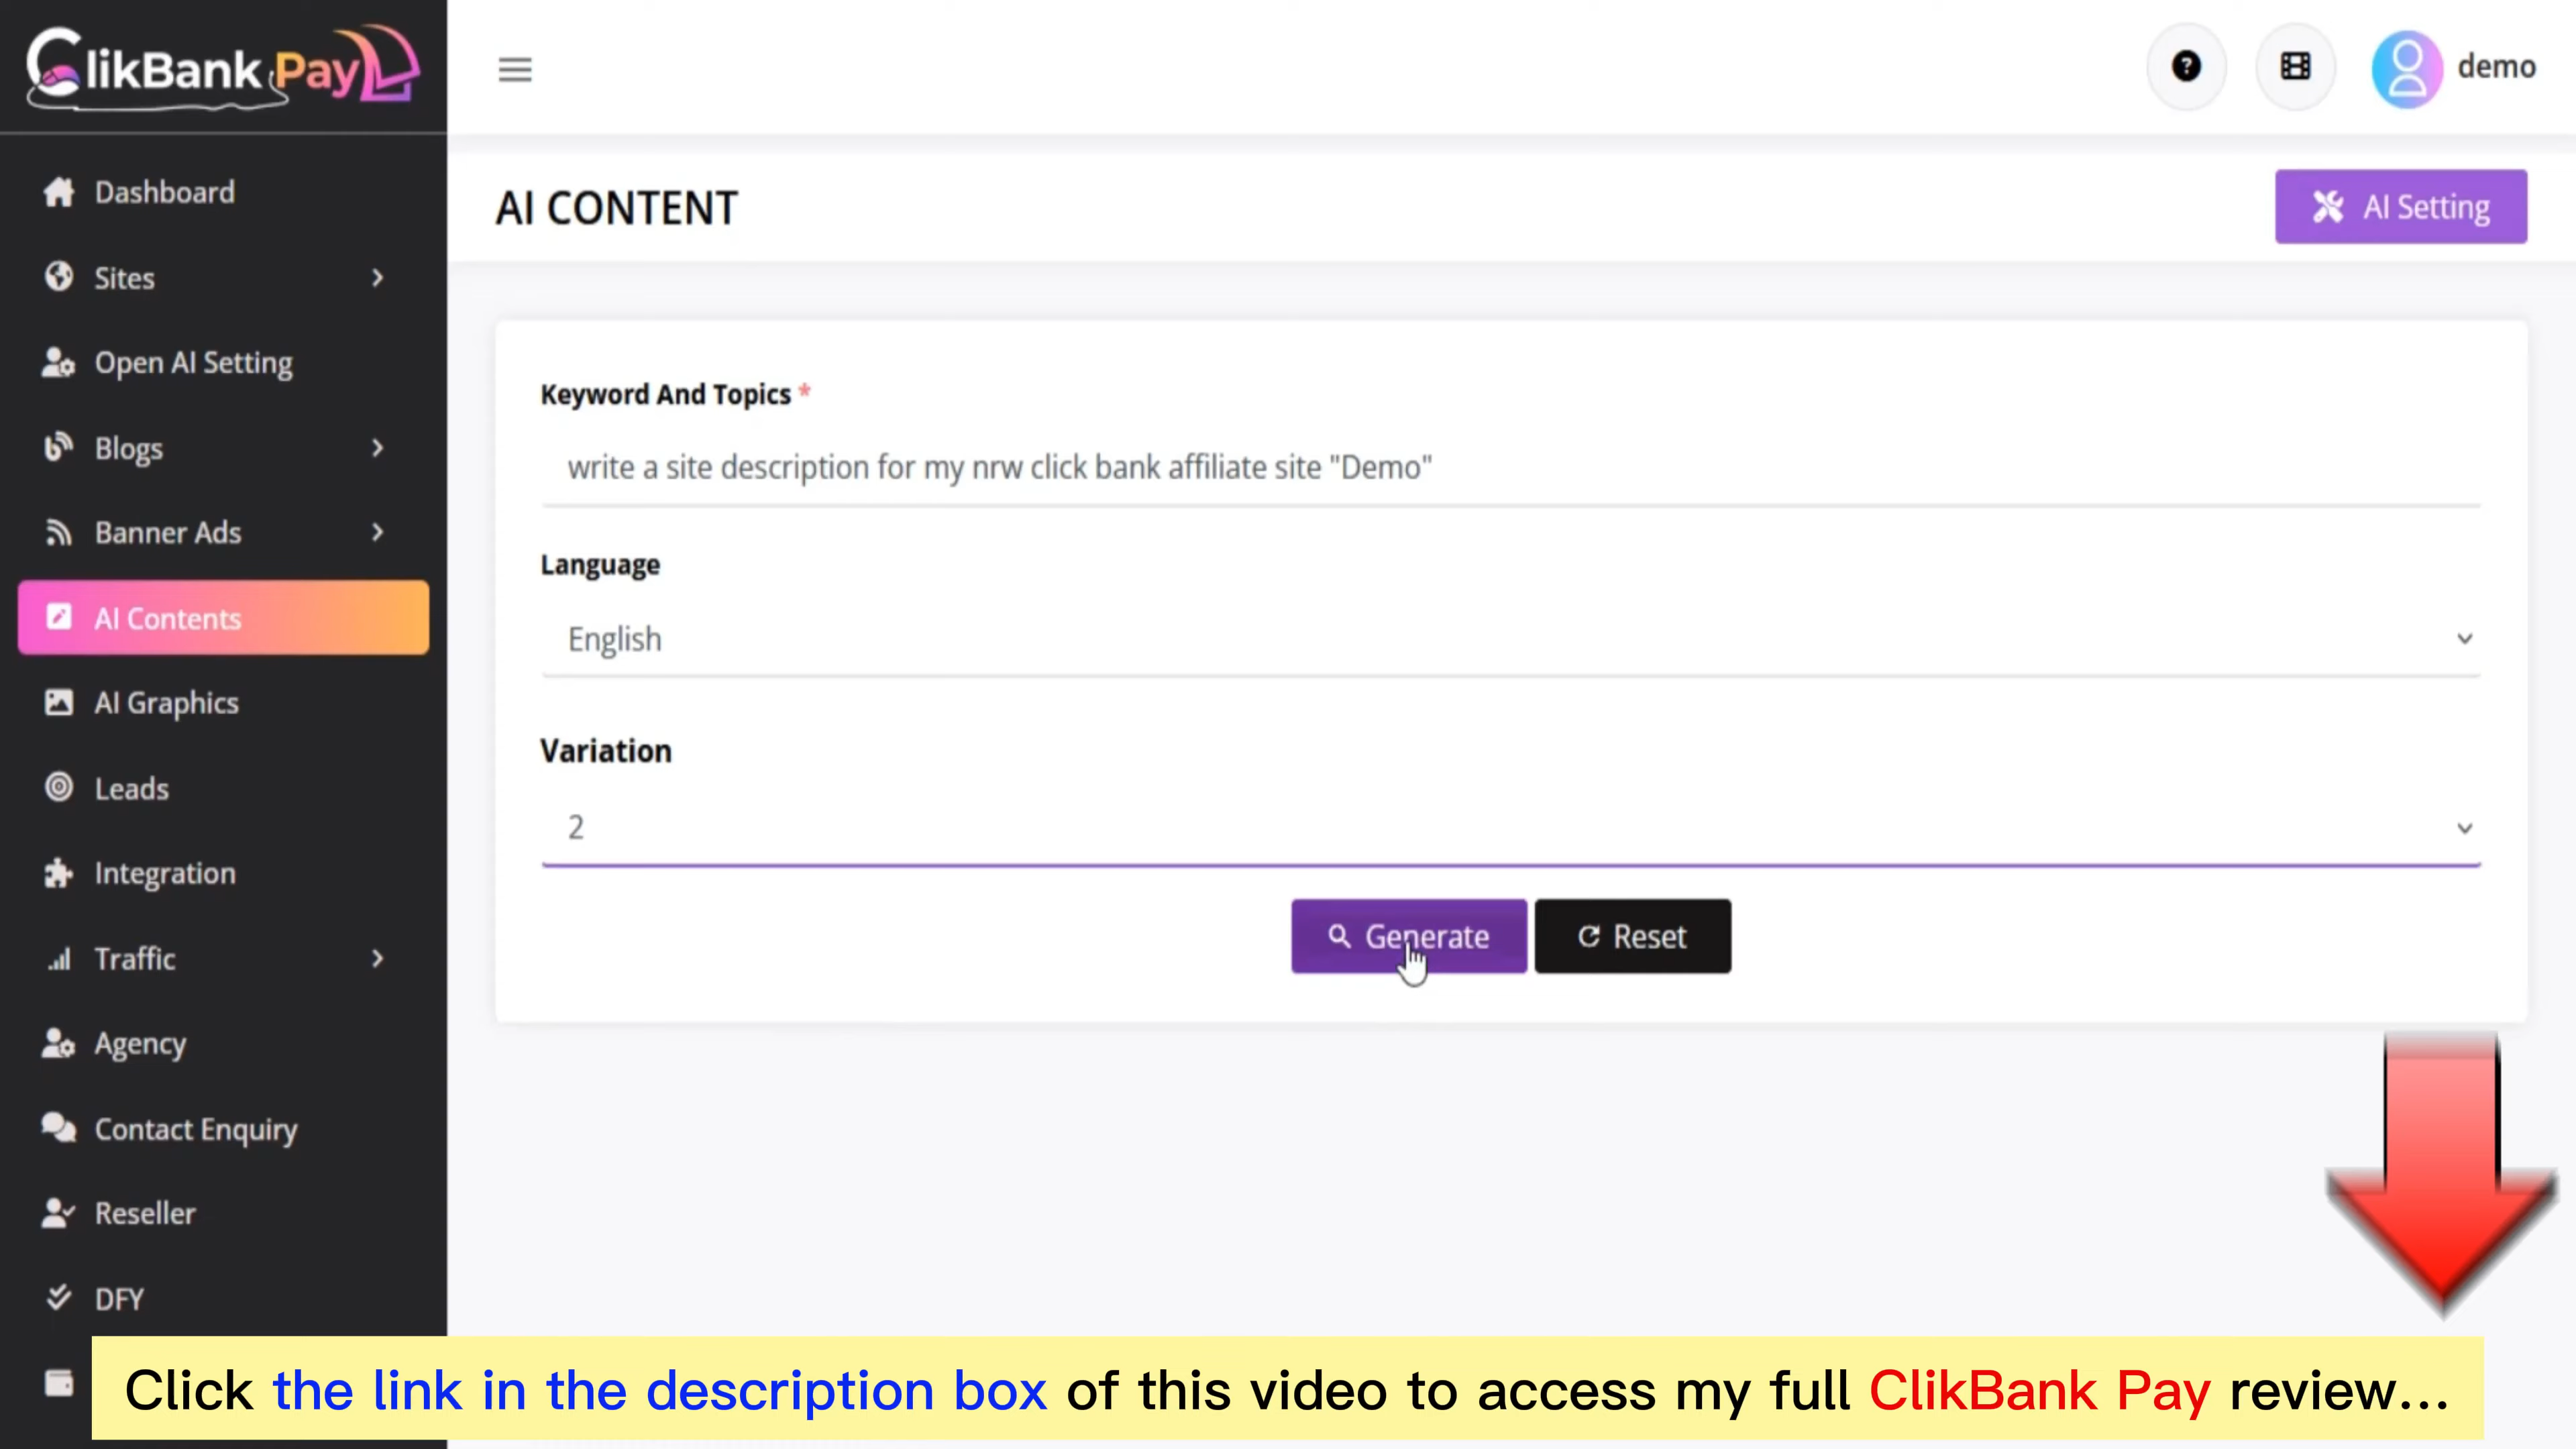 ClikBank Pay
demo
Dashboard
Sites
Open AI Setting
Blogs
Banner Ads
AI Contents
AI Graphics
Leads
Integration
Traffic
Agency
Contact Enquiry
Reseller
DFY
AI CONTENT
AI Setting
Keyword And Topics *
write a site description for my nrw click bank affiliate site "Demo"
Language
English
Variation
2
Generate
Reset
Click the link in the description box of this video to access my full ClikBank Pay review...